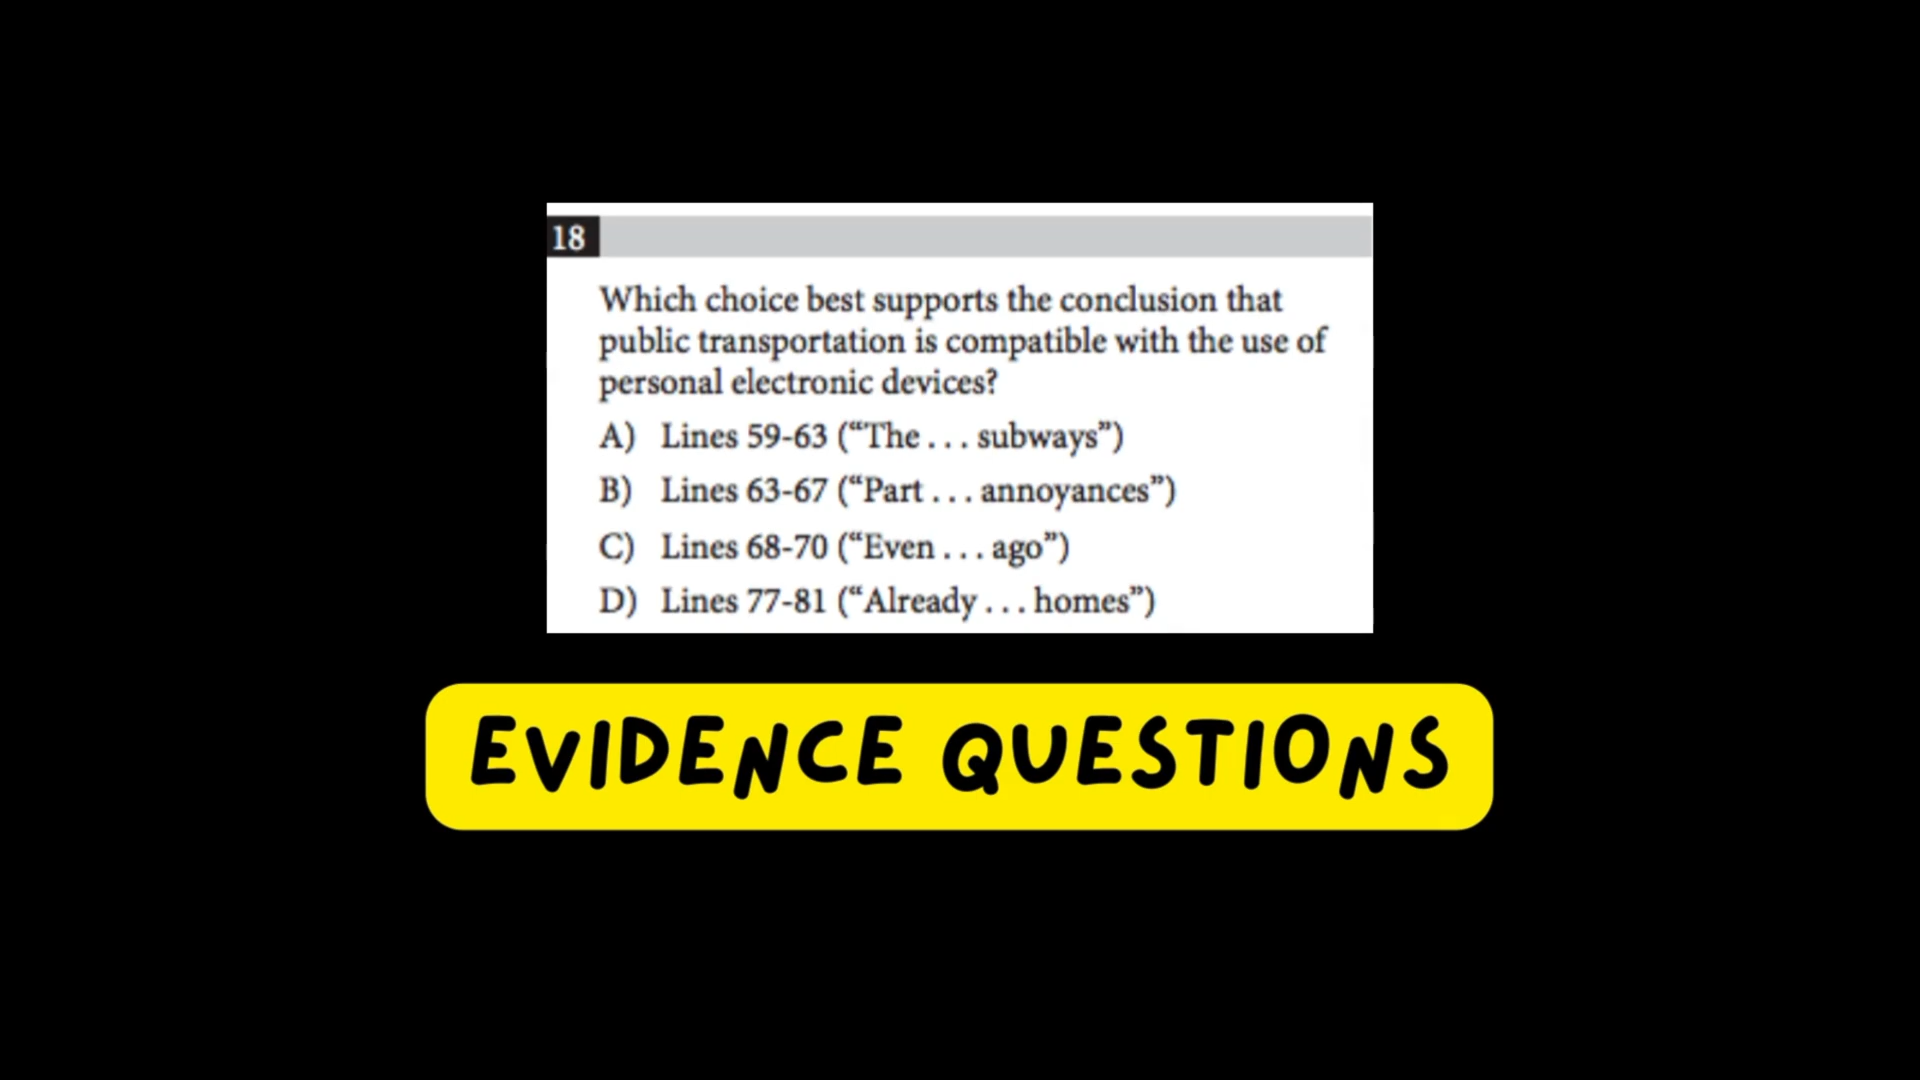 18
Which choice best supports the conclusion that
public transportation is compatible with the use of
personal electronic devices?
A) Lines 59-63 (“The . . . subways”)
B) Lines 63-67 (“Part . . . annoyances”)
C) Lines 68-70 (“Even . . . ago”)
D) Lines 77-81 (“Already . . . homes”)
EVIDENCE QUESTIONS